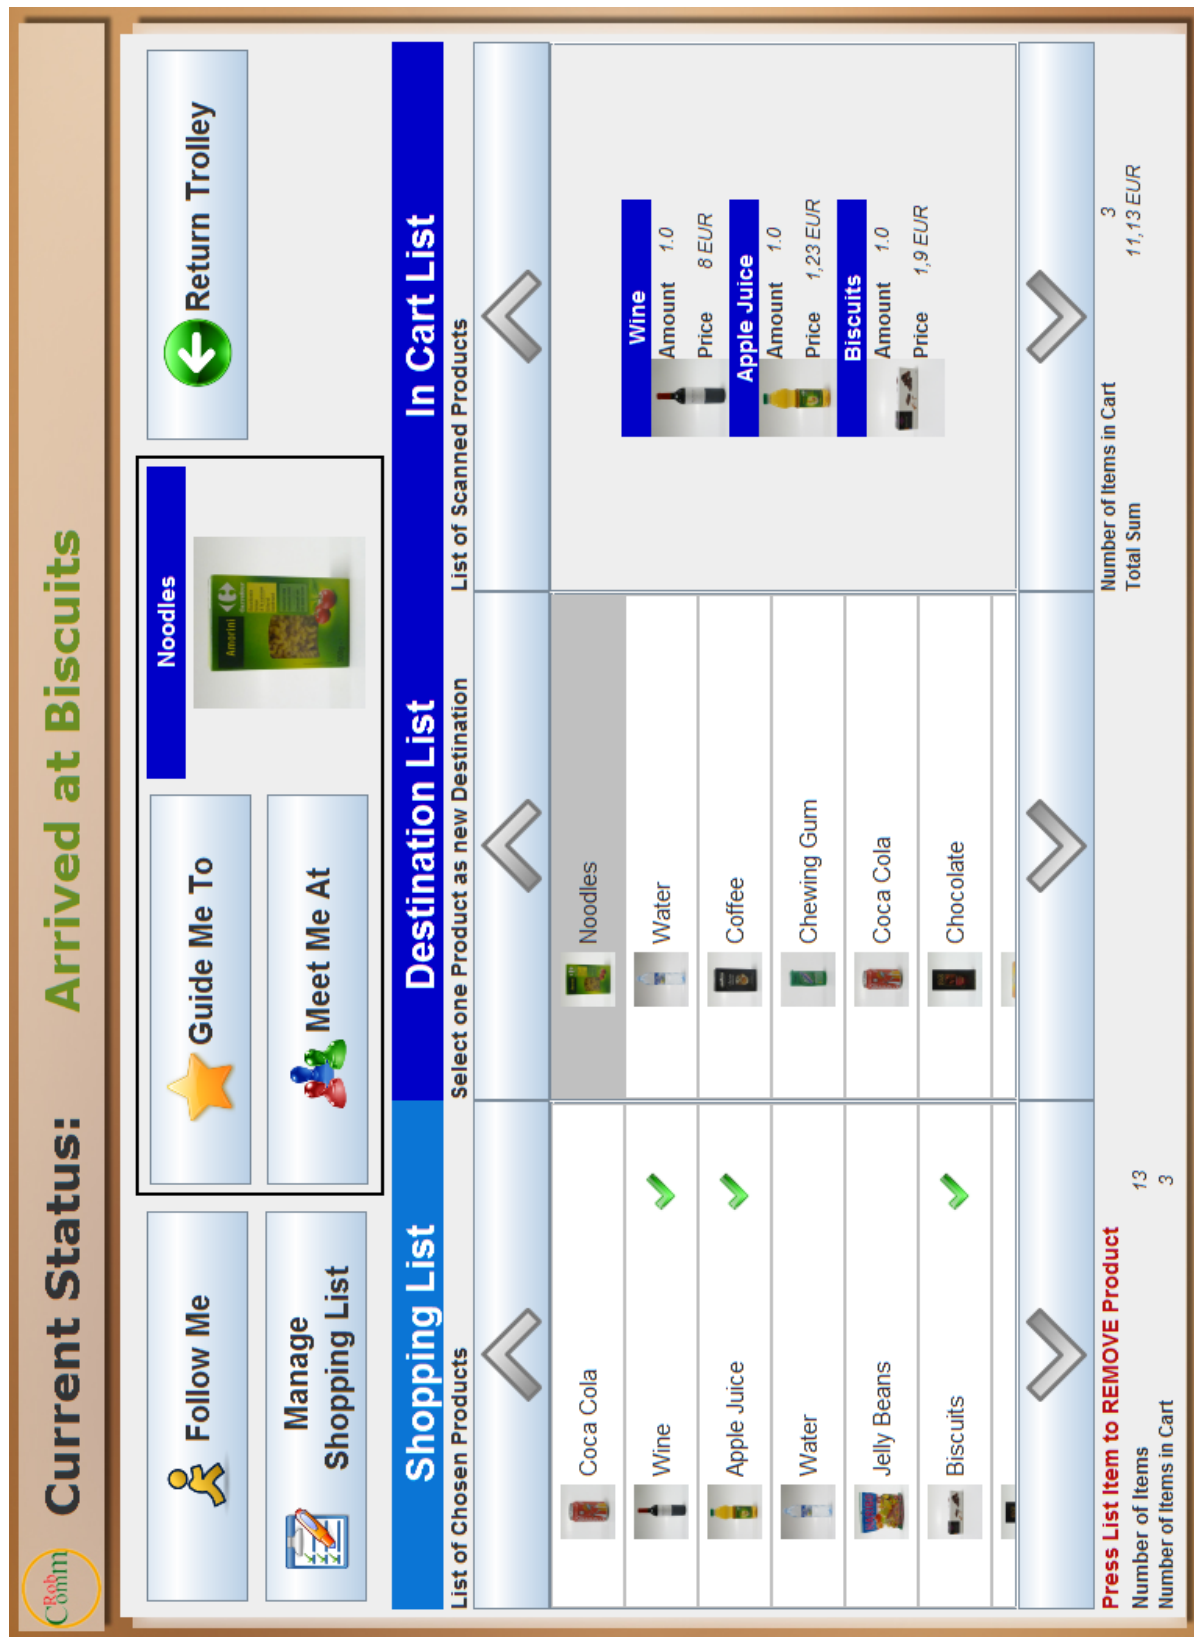 CRob
Comm
Current Status: Arrived at Biscuits
Follow Me
Manage
Shopping List
Guide Me To
Meet Me At
Noodles
Return Trolley
Shopping List
Destination List
In Cart List
List of Chosen Products
Select one Product as new Destination
List of Scanned Products
Coca Cola
Wine
Apple Juice
Water
Jelly Beans
Biscuits
Noodles
Water
Coffee
Chewing Gum
Coca Cola
Chocolate
Wine
Amount 1.0
Price 8 EUR
Apple Juice
Amount 1.0
Price 1,23 EUR
Biscuits
Amount 1.0
Price 1,9 EUR
Press List Item to REMOVE Product
Number of Items 13
Number of Items in Cart 3
Number of Items in Cart 3
Total Sum 11,13 EUR
Amorini